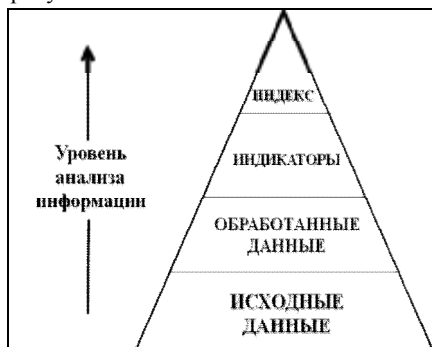 ИНДЕКС
ИНДИКАТОРЫ
Уровень
анализа
информации
ОБРАБОТАННЫЕ
ДАННЫЕ
ИСХОДНЫЕ
ДАННЫЕ